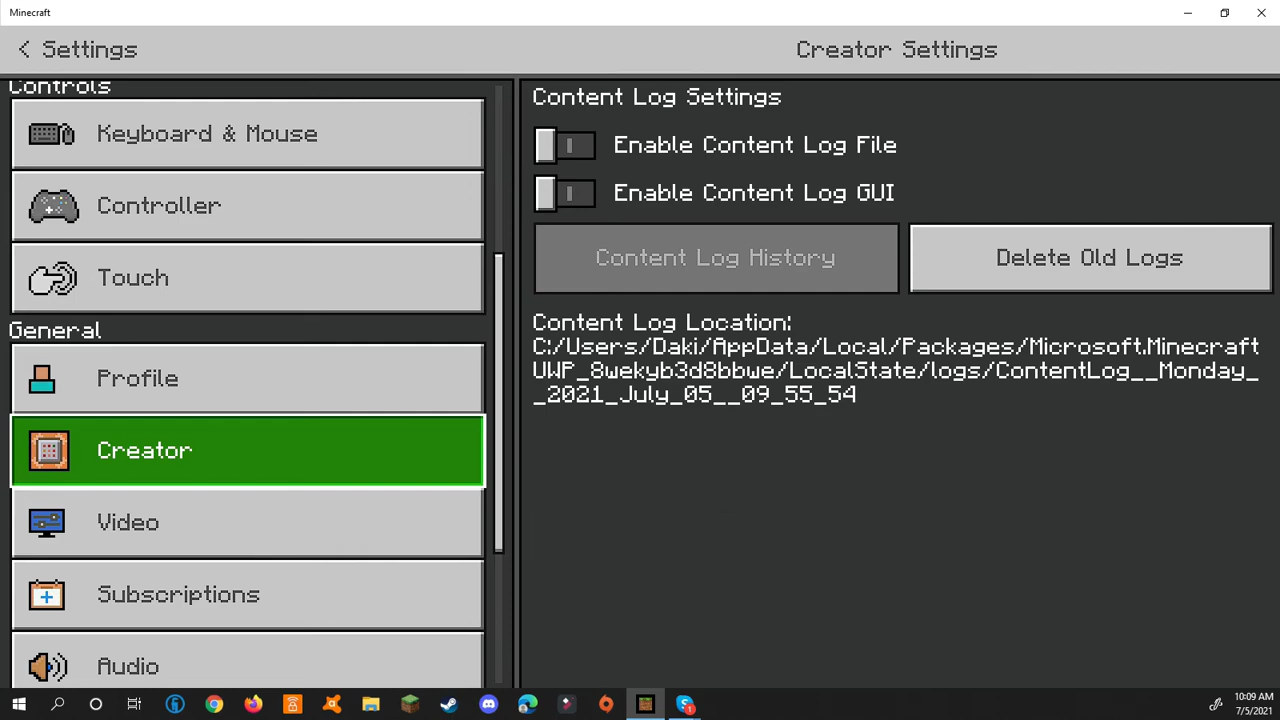 Minecraft
< Settings
Creator Settings
Controls
Keyboard & Mouse
Controller
Touch
General
Profile
Creator
Video
Subscriptions
Audio
Content Log Settings
Enable Content Log File
Enable Content Log GUI
Content Log History
Delete Old Logs
Content Log Location:
C:/Users/Daki/AppData/Local/Packages/Microsoft.Minecraft
UWP_8wekyb3d8bbwe/LocalState/logs/ContentLog__Monday_
_2021_July_05__09_55_54
1
10:09 AM
7/5/2021